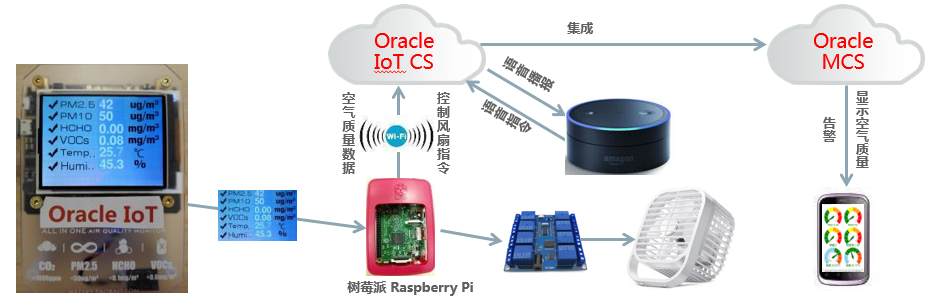 Oracle
IoT CS
集成
Oracle
MCS
语音播报
语音指令
空气质量数据
控制风扇指令
Wi-Fi
显示空气质量
告警
amazon
PM2.5 42 ug/m³
PM10 50 ug/m³
HCHO 0.00 mg/m³
VOCs 0.08 mg/m³
Temp.. 25.7 ℃
Humi.. 45.3 %
Oracle IoT
ALL IN ONE AIR QUALITY MONITOR
CO₂ PM2.5 HCHO VOCs
PM2.5 42 ug/m³
PM10 50 ug/m³
HCHO 0.00 mg/m³
VOCs 0.08 mg/m³
Temp.. 25.7 ℃
Humi.. 45.3 %
树莓派 Raspberry Pi